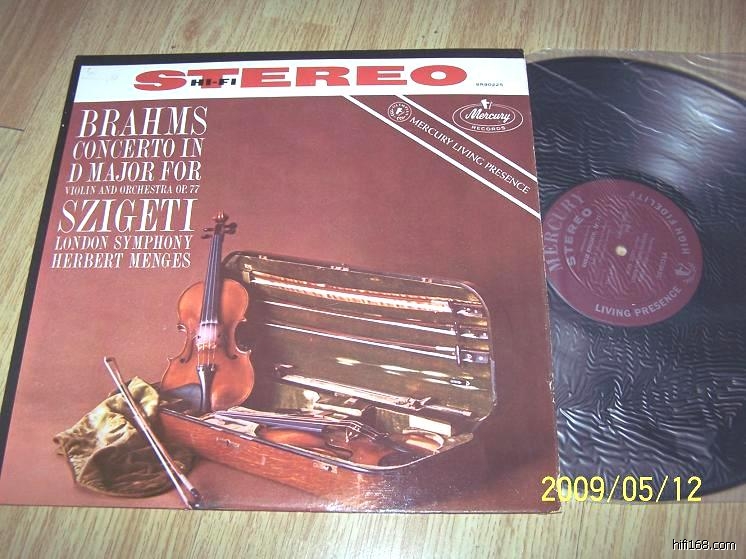 HI-FI
STEREO
SR90225
BRAHMS
CONCERTO IN
D MAJOR FOR
VIOLIN AND ORCHESTRA OP. 77
SZIGETI
LONDON SYMPHONY
HERBERT MENGES
MERCURY LIVING PRESENCE
Mercury
RECORDS
MERCURY
STEREO
HIGH FIDELITY
LIVING PRESENCE
2009/05/12
hifi168.com